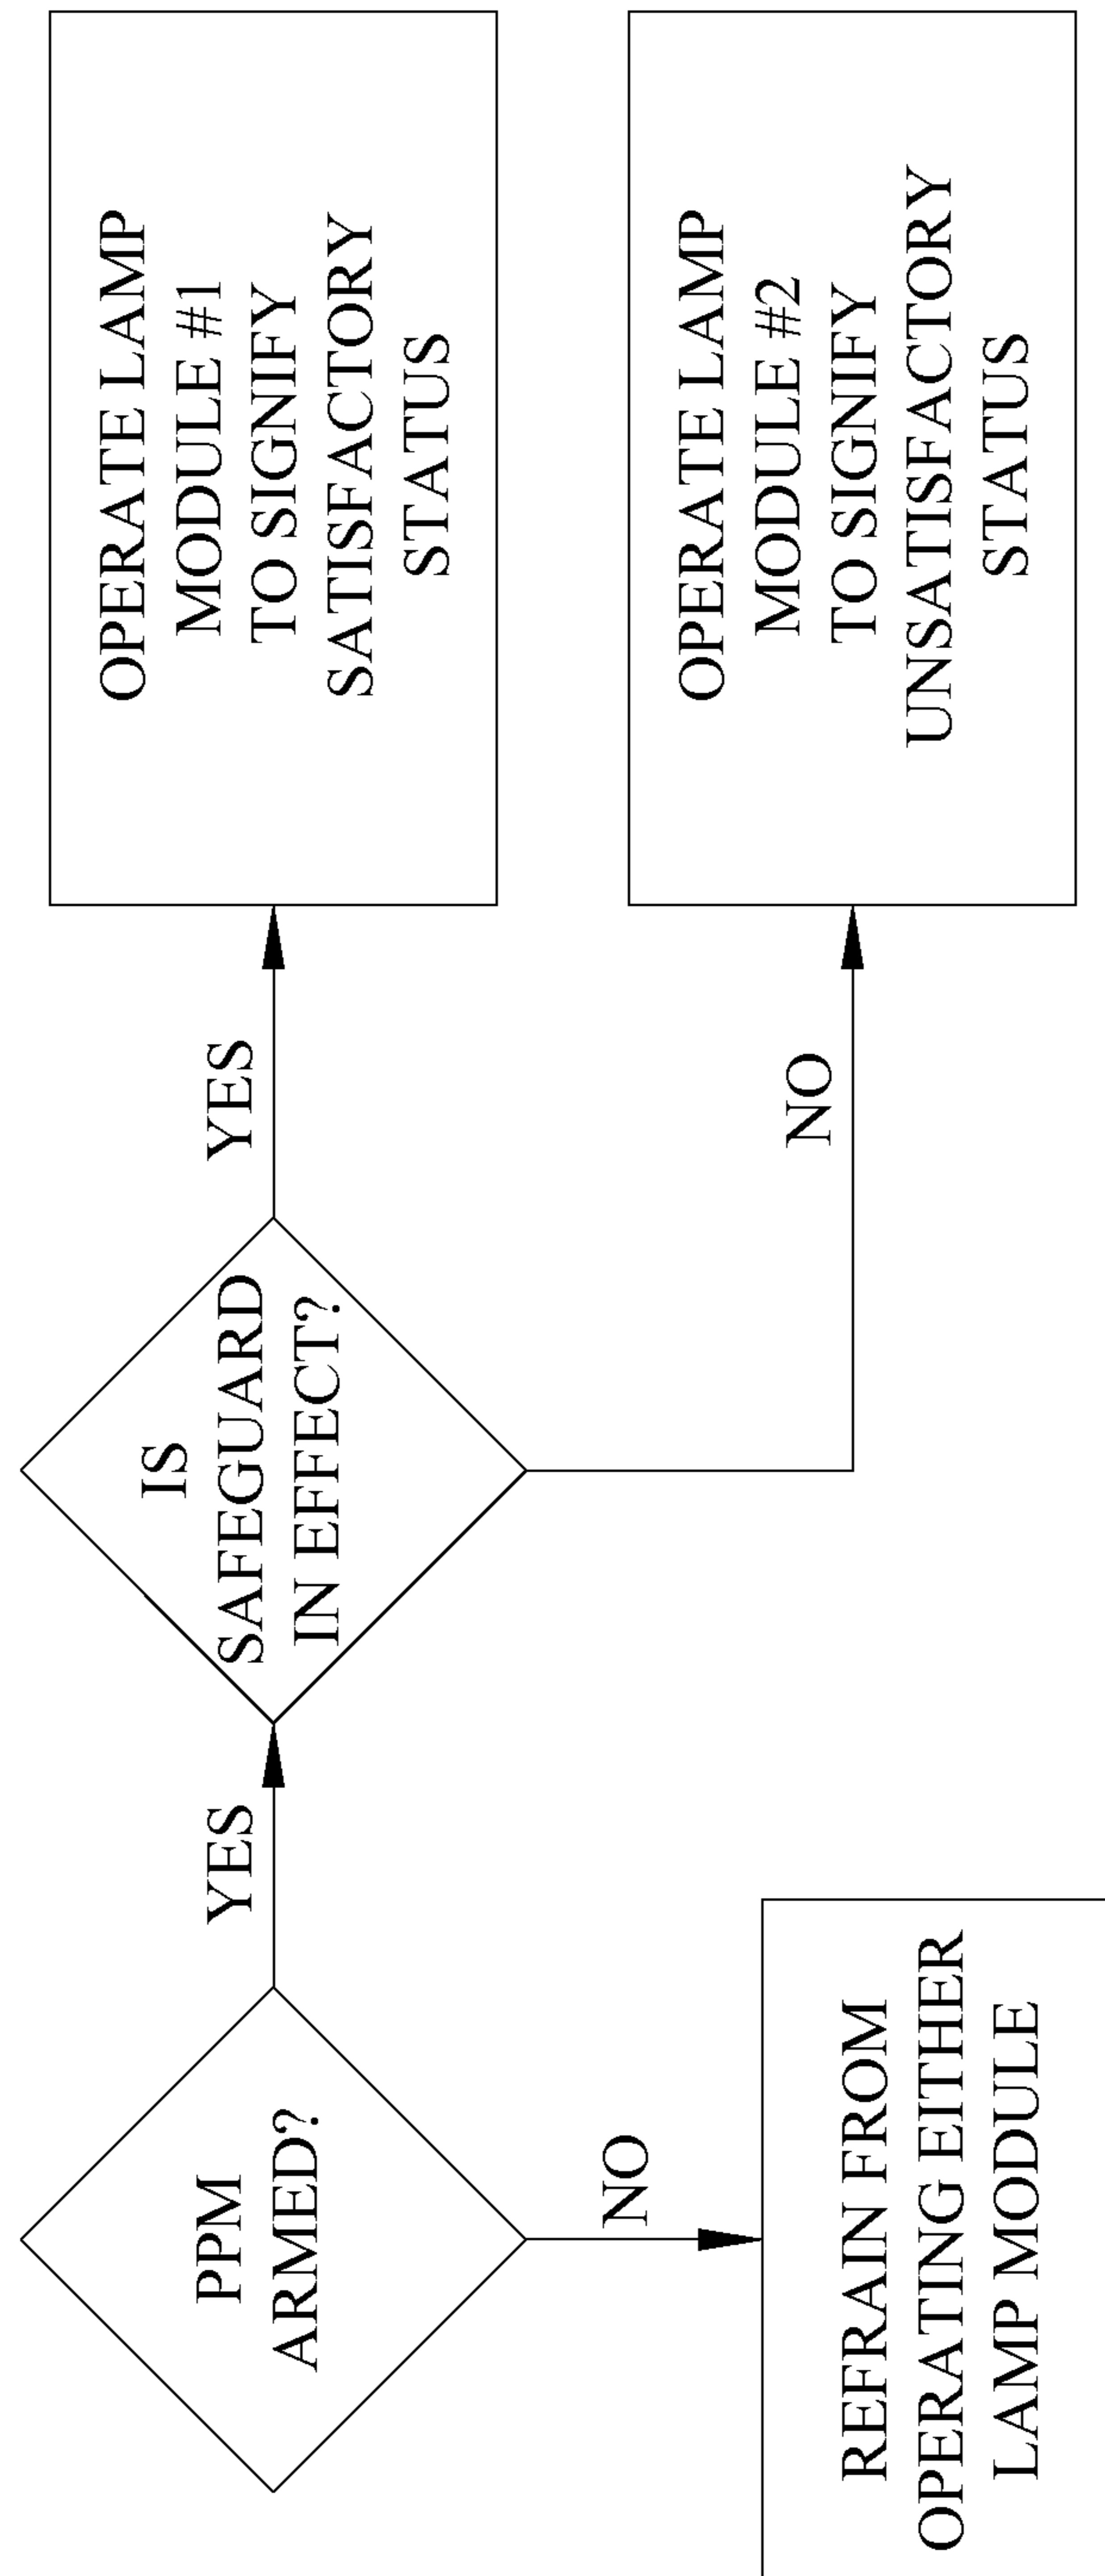 PPM
ARMED?
YES
IS
SAFEGUARD
IN EFFECT?
YES
OPERATE LAMP
MODULE #1
TO SIGNIFY
SATISFACTORY
STATUS
NO
REFRAIN FROM
OPERATING EITHER
LAMP MODULE
NO
OPERATE LAMP
MODULE #2
TO SIGNIFY
UNSATISFACTORY
STATUS